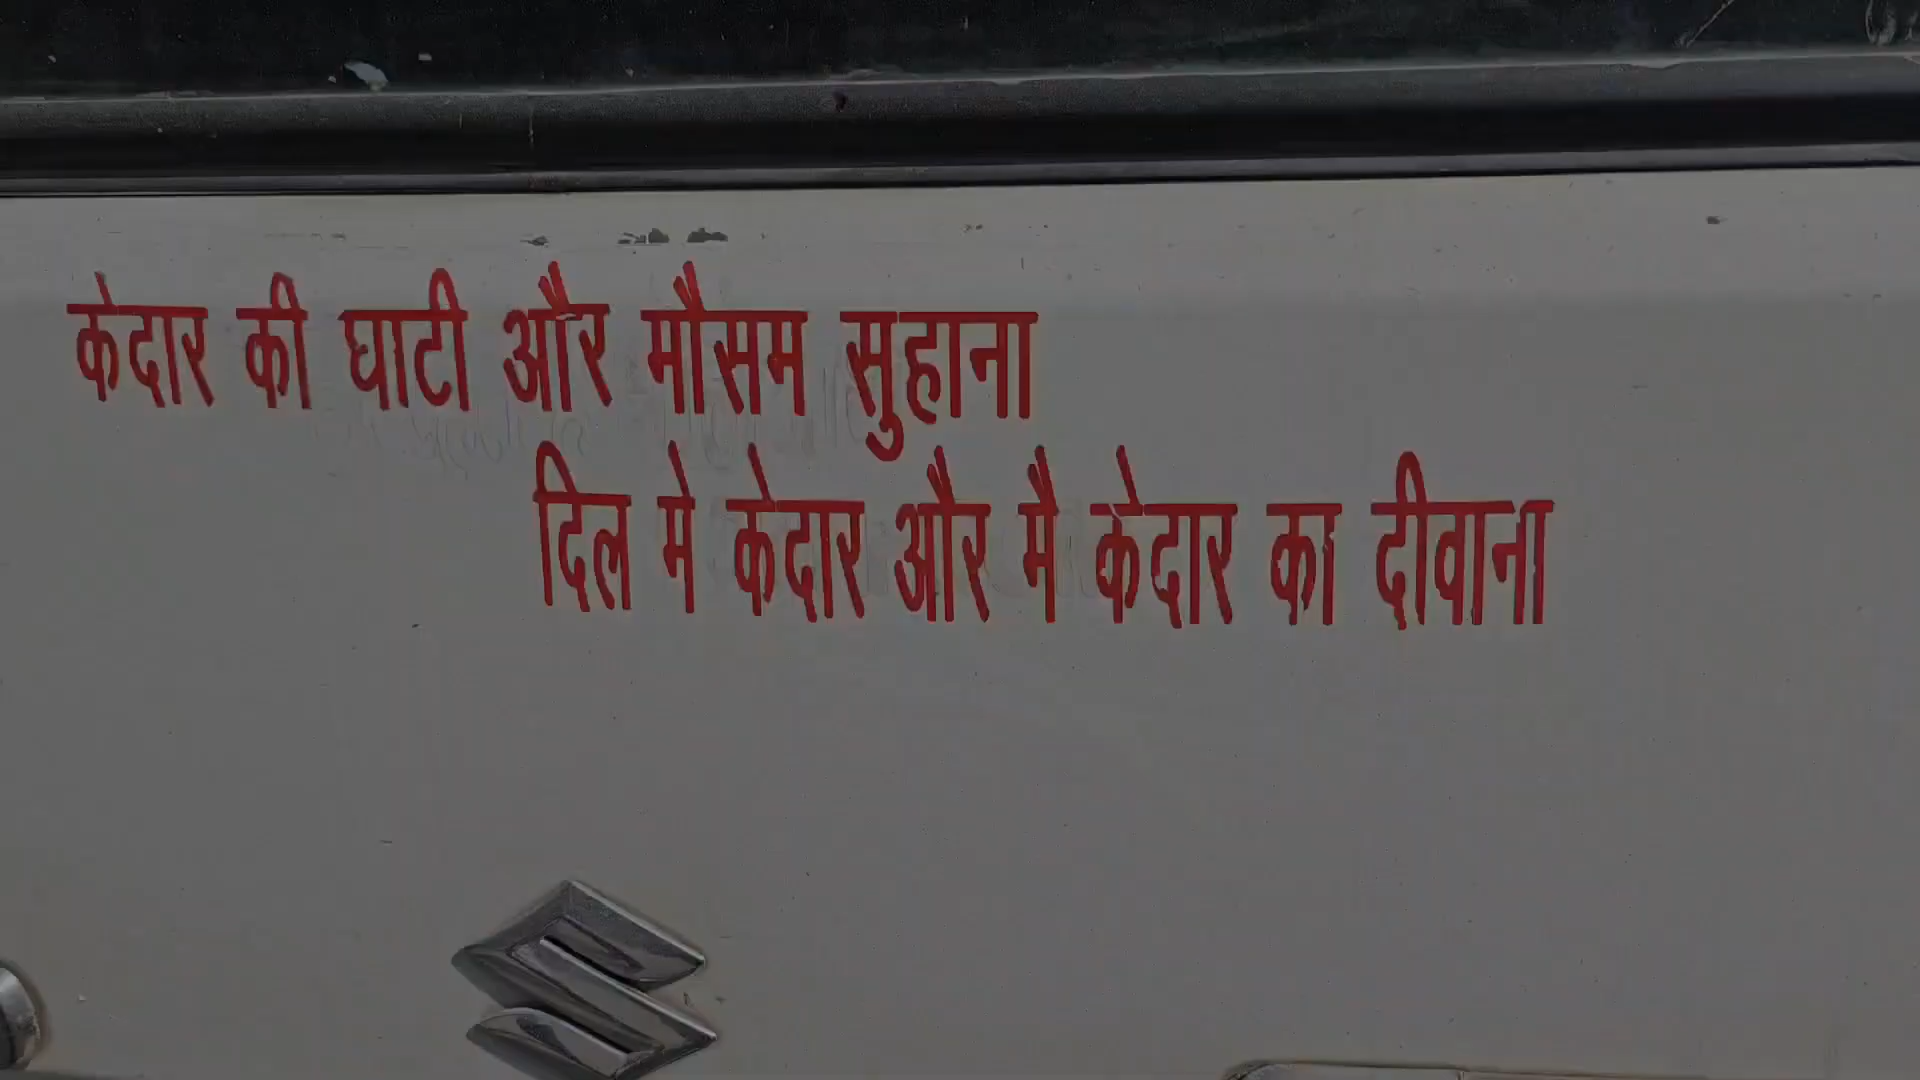 केदार की घाटी और मौसम सुहाना
दिल मे केदार और मै केदार का दीवाना